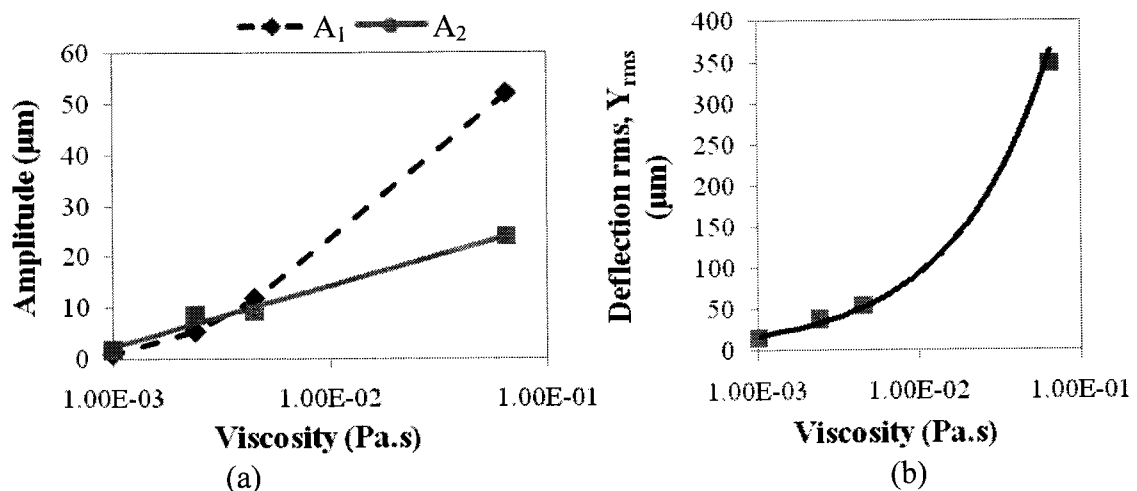 A1 A2
60
50
40
30
20
10
0
Amplitude (μm)
1.00E-03 1.00E-02 1.00E-01
Viscosity (Pa.s)
(a)
400
350
300
250
200
150
100
50
0
Deflection rms, Yrms
(μm)
1.00E-03 1.00E-02 1.00E-01
Viscosity (Pa.s)
(b)